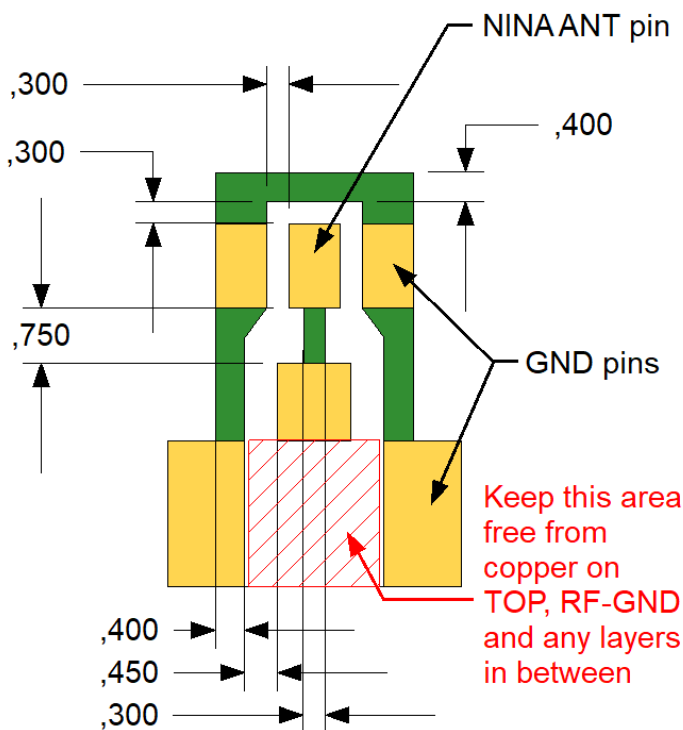 NINA ANT pin
,300
,400
,300
,750
GND pins
Keep this area
free from
copper on
TOP, RF-GND
and any layers
in between
,400
,450
,300